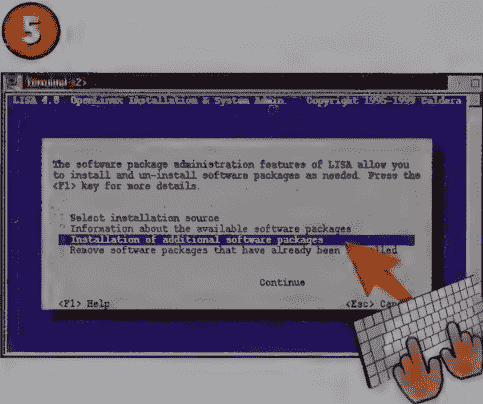 5
Terminal <2>
LISA 4.0 OpenLinux Installation & System Admin. Copyright 1996-1999 Caldera
The software package administration features of LISA allow you
to install and un-install software packages as needed. Press the
<F1> key for more details.
Select installation source
Information about the available software packages
Installation of additional software packages
Remove software packages that have already been
Continue
<F1> Help <Esc>